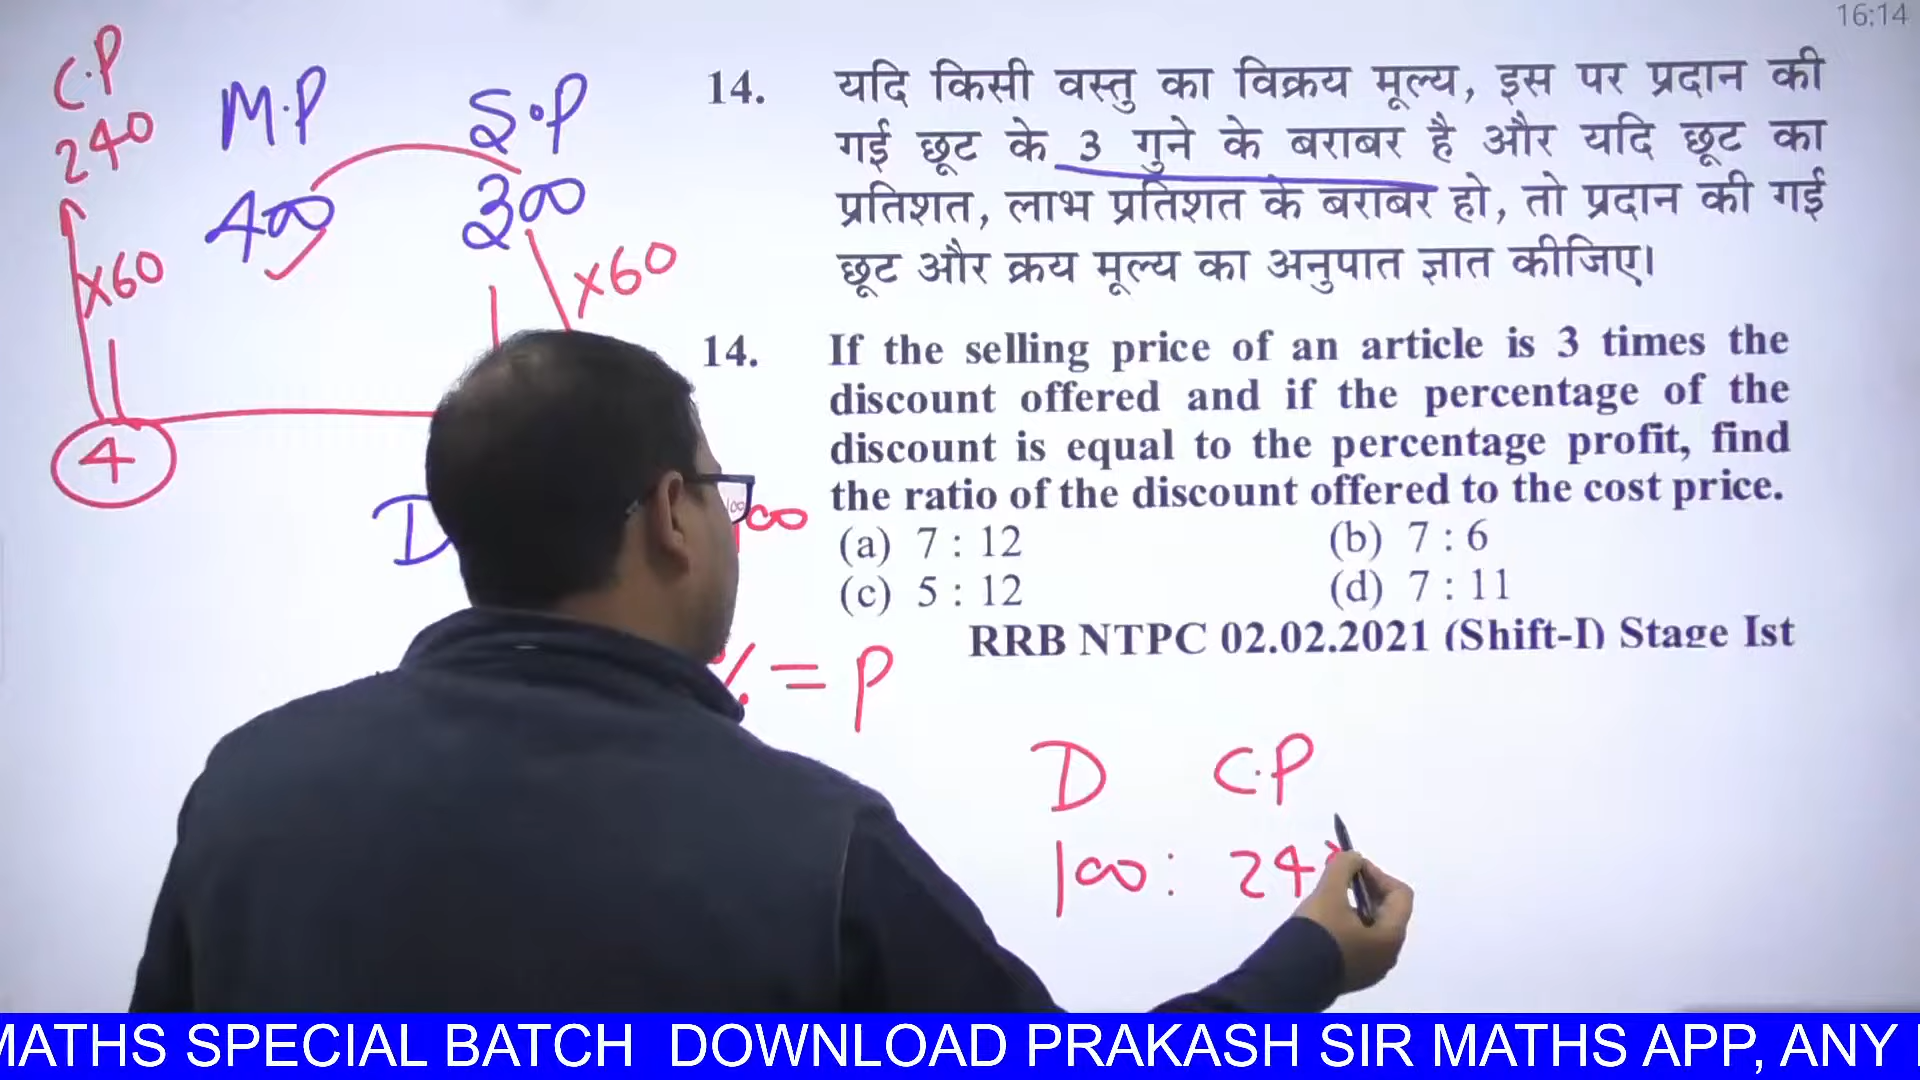 16:14
C.P
240
M.P
S.P
400
300
×60
×60
4
D
100
% = P
14. यदि किसी वस्तु का विक्रय मूल्य, इस पर प्रदान की
गई छूट के 3 गुने के बराबर है और यदि छूट का
प्रतिशत, लाभ प्रतिशत के बराबर हो, तो प्रदान की गई
छूट और क्रय मूल्य का अनुपात ज्ञात कीजिए।
14. If the selling price of an article is 3 times the
discount offered and if the percentage of the
discount is equal to the percentage profit, find
the ratio of the discount offered to the cost price.
(a) 7 : 12 (b) 7 : 6
(c) 5 : 12 (d) 7 : 11
RRB NTPC 02.02.2021 (Shift-I) Stage Ist
D C.P
100 : 24
MATHS SPECIAL BATCH DOWNLOAD PRAKASH SIR MATHS APP, ANY